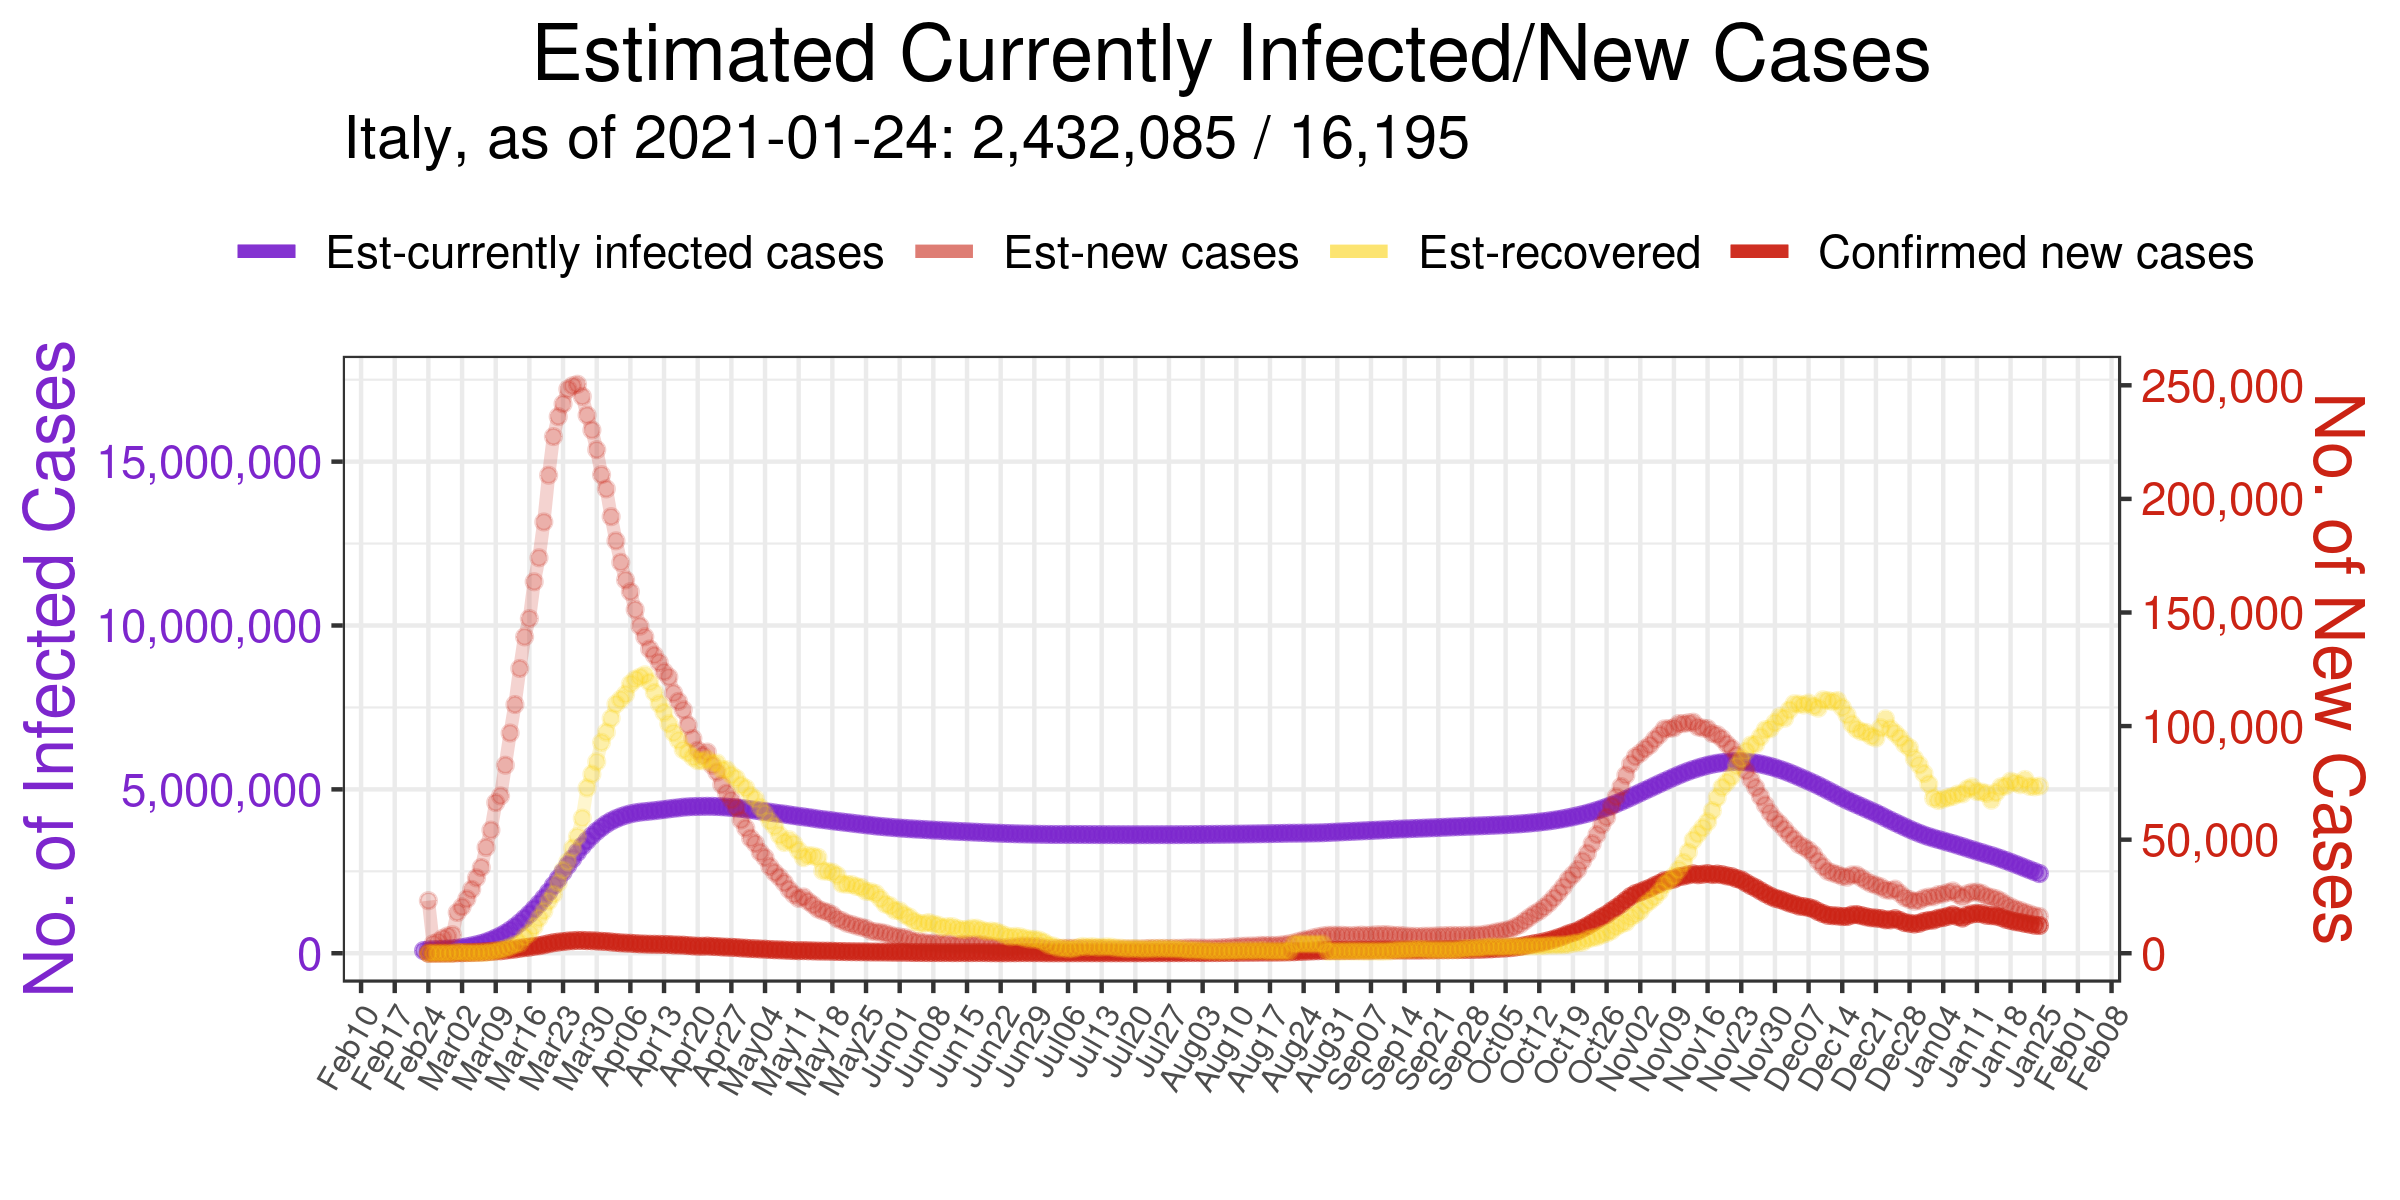 Estimated Currently Infected/New Cases
Italy, as of 2021-01-24: 2,432,085 / 16,195
Est-currently infected cases Est-new cases Est-recovered Confirmed new cases
No. of Infected Cases
15,000,000
10,000,000
5,000,000
0
250,000
200,000
150,000
100,000
50,000
0
No. of New Cases
Feb10 Feb17 Feb24 Mar02 Mar09 Mar16 Mar23 Mar30 Apr06 Apr13 Apr20 Apr27 May04 May11 May18 May25 Jun01 Jun08 Jun15 Jun22 Jun29 Jul06 Jul13 Jul20 Jul27 Aug03 Aug10 Aug17 Aug24 Aug31 Sep07 Sep14 Sep21 Sep28 Oct05 Oct12 Oct19 Oct26 Nov02 Nov09 Nov16 Nov23 Nov30 Dec07 Dec14 Dec21 Dec28 Jan04 Jan11 Jan18 Jan25 Feb01 Feb08